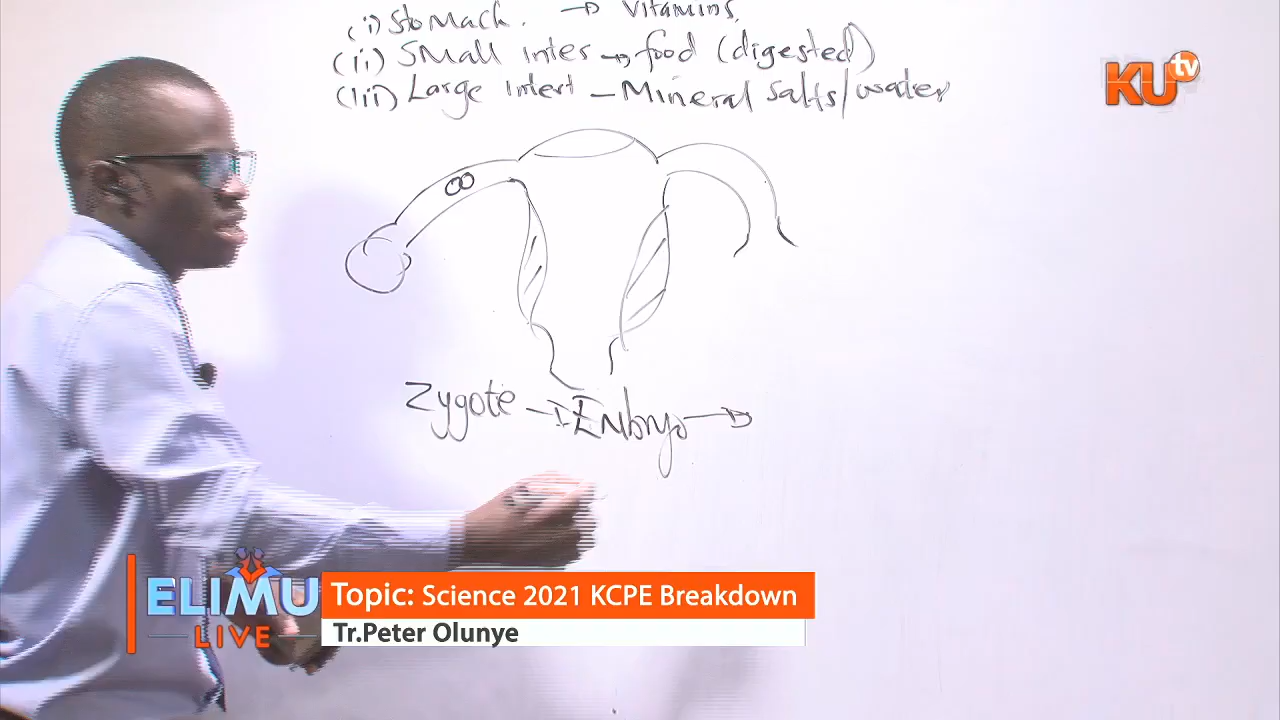 (i) Stomach. → Vitamins.
(ii) Small Intes → food (digested)
(iii) Large Intest – Mineral Salts/water
KU tv
Zygote → Embryo →
ELIMU
LIVE
Topic: Science 2021 KCPE Breakdown
Tr.Peter Olunye